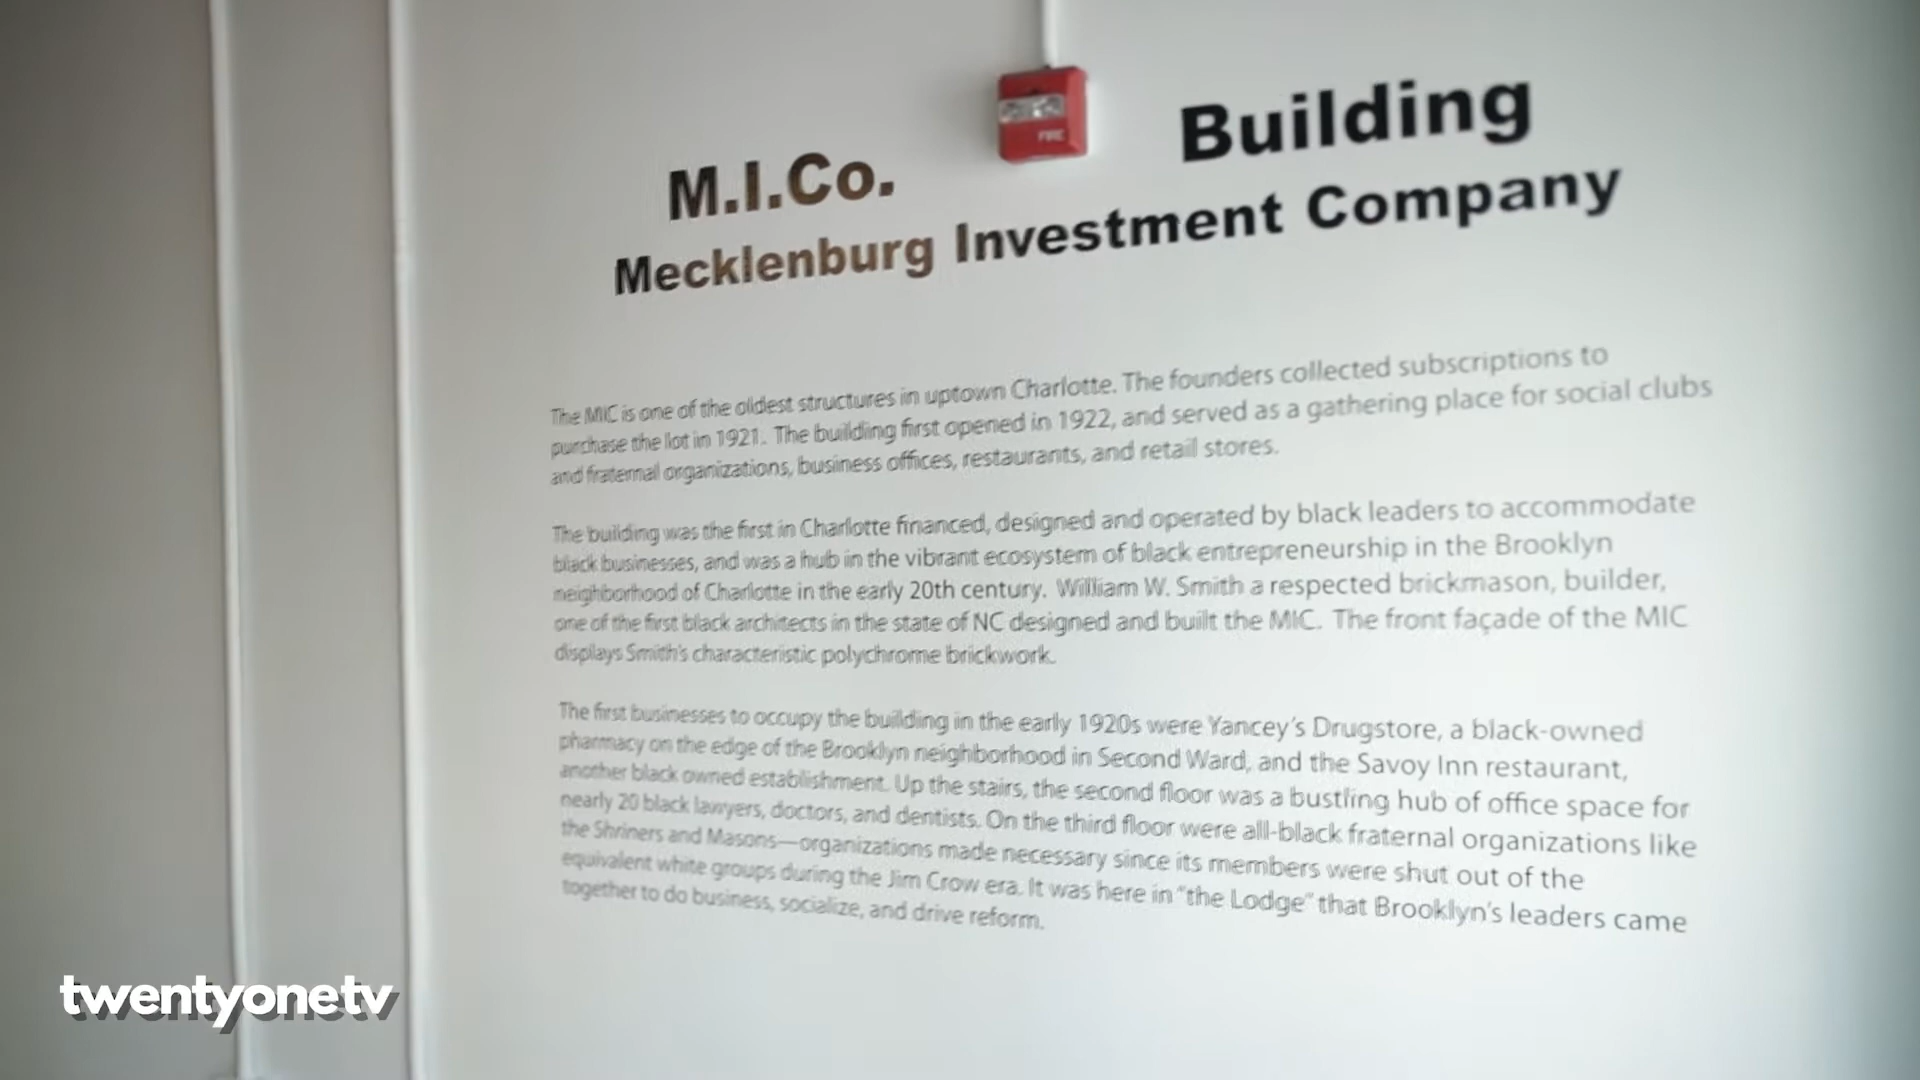 FIRE
M.I.Co. Building
Mecklenburg Investment Company
The MIC is one of the oldest structures in uptown Charlotte. The founders collected subscriptions to
purchase the lot in 1921. The building first opened in 1922, and served as a gathering place for social clubs
and fraternal organizations, business offices, restaurants, and retail stores.
The building was the first in Charlotte financed, designed and operated by black leaders to accommodate
black businesses, and was a hub in the vibrant ecosystem of black entrepreneurship in the Brooklyn
neighborhood of Charlotte in the early 20th century. William W. Smith a respected brickmason, builder,
one of the first black architects in the state of NC designed and built the MIC. The front façade of the MIC
displays Smith's characteristic polychrome brickwork.
The first businesses to occupy the building in the early 1920s were Yancey's Drugstore, a black-owned
pharmacy on the edge of the Brooklyn neighborhood in Second Ward, and the Savoy Inn restaurant,
another black owned establishment. Up the stairs, the second floor was a bustling hub of office space for
nearly 20 black lawyers, doctors, and dentists. On the third floor were all-black fraternal organizations like
the Shriners and Masons—organizations made necessary since its members were shut out of the
equivalent white groups during the Jim Crow era. It was here in "the Lodge" that Brooklyn's leaders came
together to do business, socialize, and drive reform.
twentyonetv